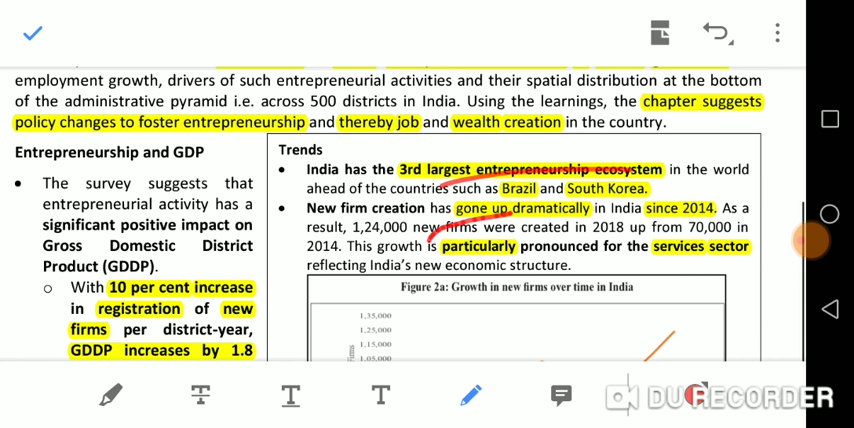 employment growth, drivers of such entrepreneurial activities and their spatial distribution at the bottom
of the administrative pyramid i.e. across 500 districts in India. Using the learnings, the chapter suggests
policy changes to foster entrepreneurship and thereby job and wealth creation in the country.
Entrepreneurship and GDP
• The survey suggests that
entrepreneurial activity has a
significant positive impact on
Gross Domestic District
Product (GDDP).
o With 10 per cent increase
in registration of new
firms per district-year,
GDDP increases by 1.8
Trends
• India has the 3rd largest entrepreneurship ecosystem in the world
ahead of the countries such as Brazil and South Korea.
• New firm creation has gone up dramatically in India since 2014. As a
result, 1,24,000 new firms were created in 2018 up from 70,000 in
2014. This growth is particularly pronounced for the services sector
reflecting India's new economic structure.
Figure 2a: Growth in new firms over time in India
1,35,000
1,25,000
1,15,000
1,05,000
T
T
T
DU RECORDER